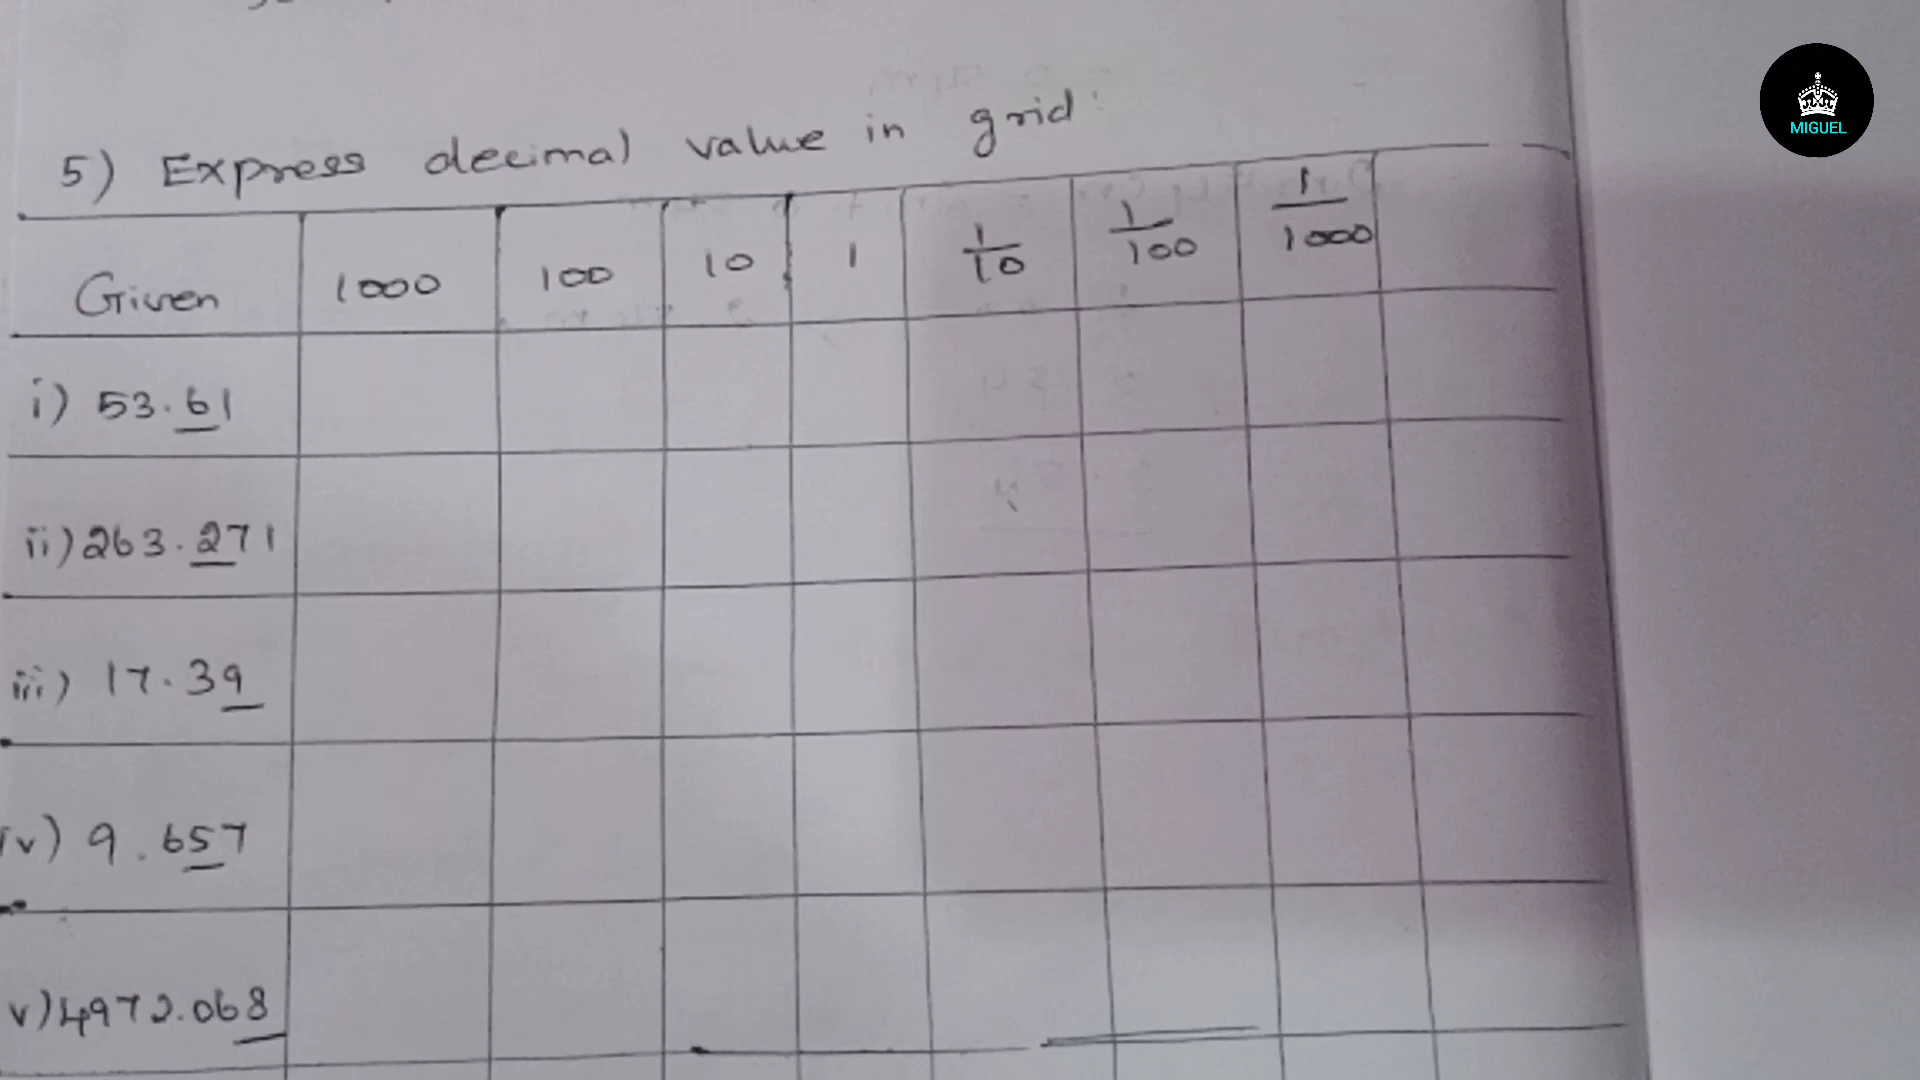 5) Express decimal value in grid:
Given 1000 100 10 1 1/10 1/100 1/1000
i) 53.61
ii) 263.271
iii) 17.39
iv) 9.657
v) 4972.068
MIGUEL